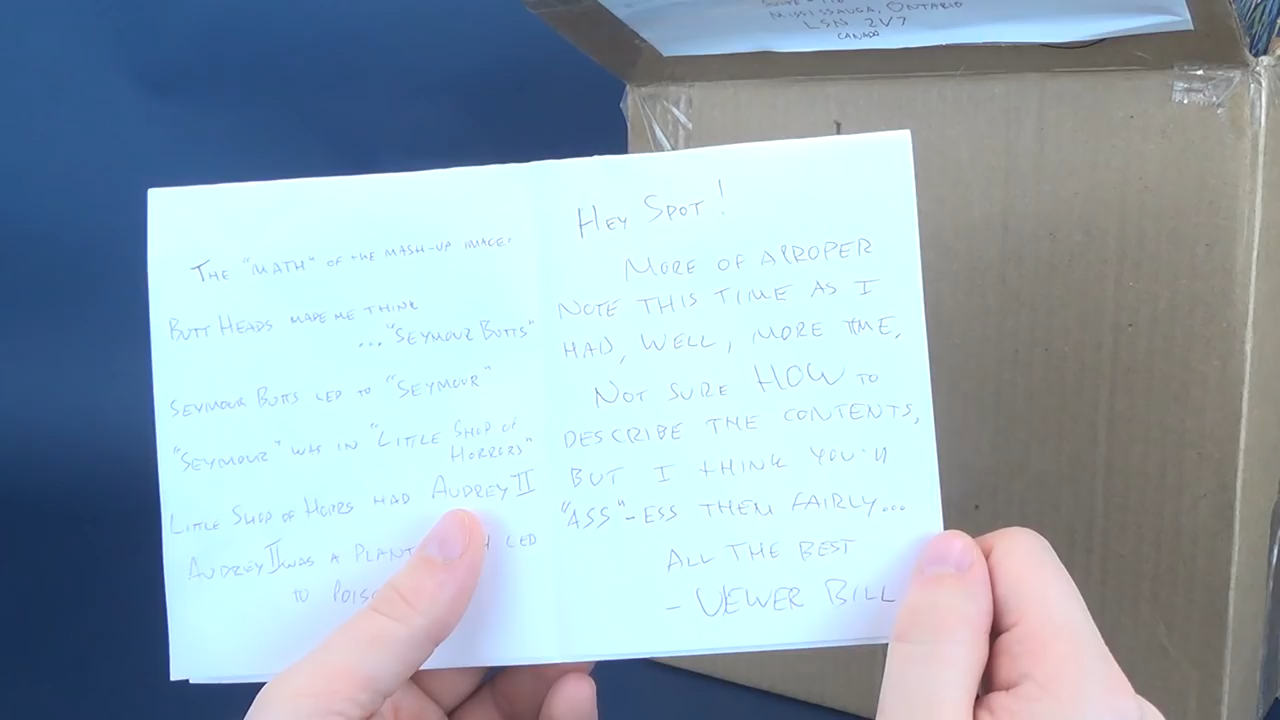 MISSISSAUGA, ONTARIO
L5N 2V7
CANADA
THE "MATH" OF THE MASH-UP IMAGE:
BUTT HEADS MADE ME THINK
... "SEYMOUR BUTTS"
SEYMOUR BUTTS LED TO "SEYMOUR"
"SEYMOUR" WAS IN "LITTLE SHOP OF
HORRORS"
LITTLE SHOP OF HORRS HAD AUDREY II
AUDREY II WAS A PLANT LED
TO
HEY SPOT!
MORE OF A PROPER
NOTE THIS TIME AS I
HAD, WELL, MORE TIME,
NOT SURE HOW TO
DESCRIBE THE CONTENTS,
BUT I THINK YOU'll
"ASS"-ESS THEM FAIRLY...
ALL THE BEST
- VEWER BILL